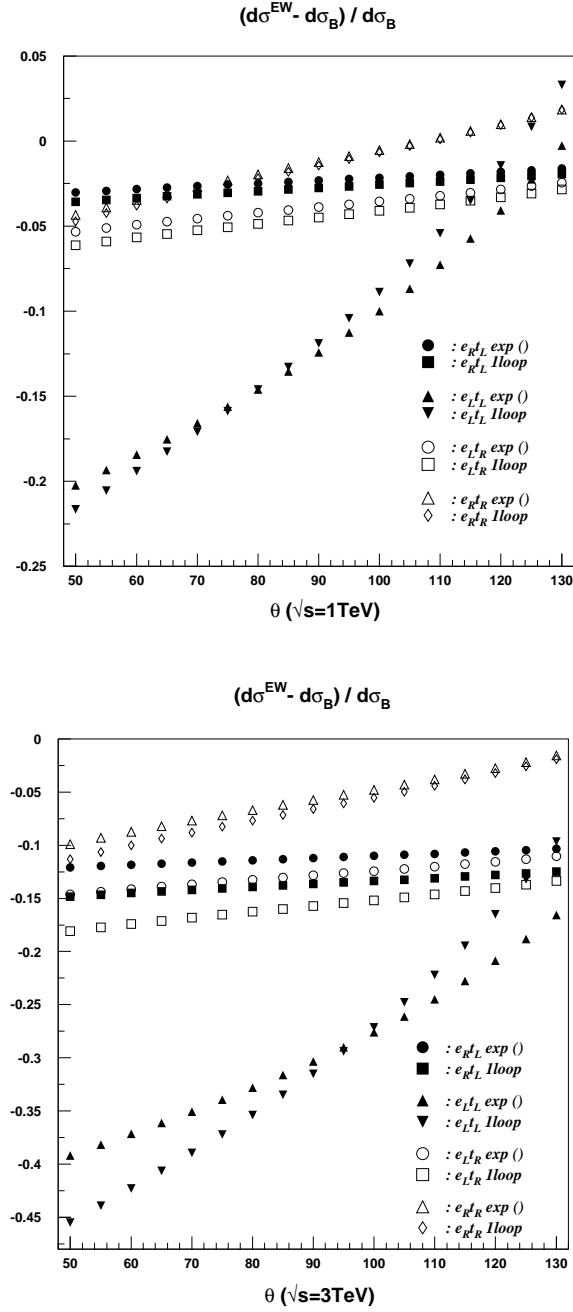 (dσ^EW - dσ_B) / dσ_B
0.05
0
-0.05
-0.1
-0.15
-0.2
-0.25
: e_R t_L exp ()
: e_R t_L 1loop
: e_L t_L exp ()
: e_L t_L 1loop
: e_L t_R exp ()
: e_L t_R 1loop
: e_R t_R exp ()
: e_R t_R 1loop
50 60 70 80 90 100 110 120 130
θ (√s=1TeV)
(dσ^EW - dσ_B) / dσ_B
0
-0.05
-0.1
-0.15
-0.2
-0.25
-0.3
-0.35
-0.4
-0.45
: e_R t_L exp ()
: e_R t_L 1loop
: e_L t_L exp ()
: e_L t_L 1loop
: e_L t_R exp ()
: e_L t_R 1loop
: e_R t_R exp ()
: e_R t_R 1loop
50 60 70 80 90 100 110 120 130
θ (√s=3TeV)